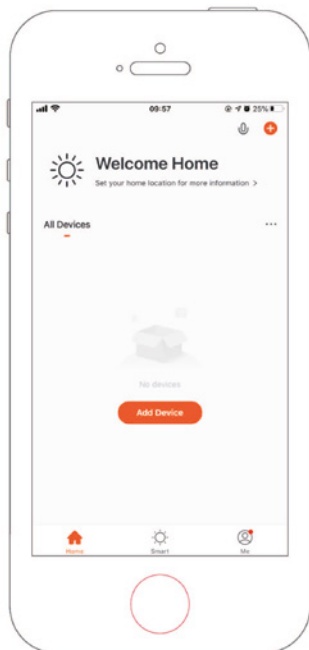 09:57
25%
Welcome Home
Set your home location for more information >
All Devices
...
No devices
Add Device
Home
Smart
Me